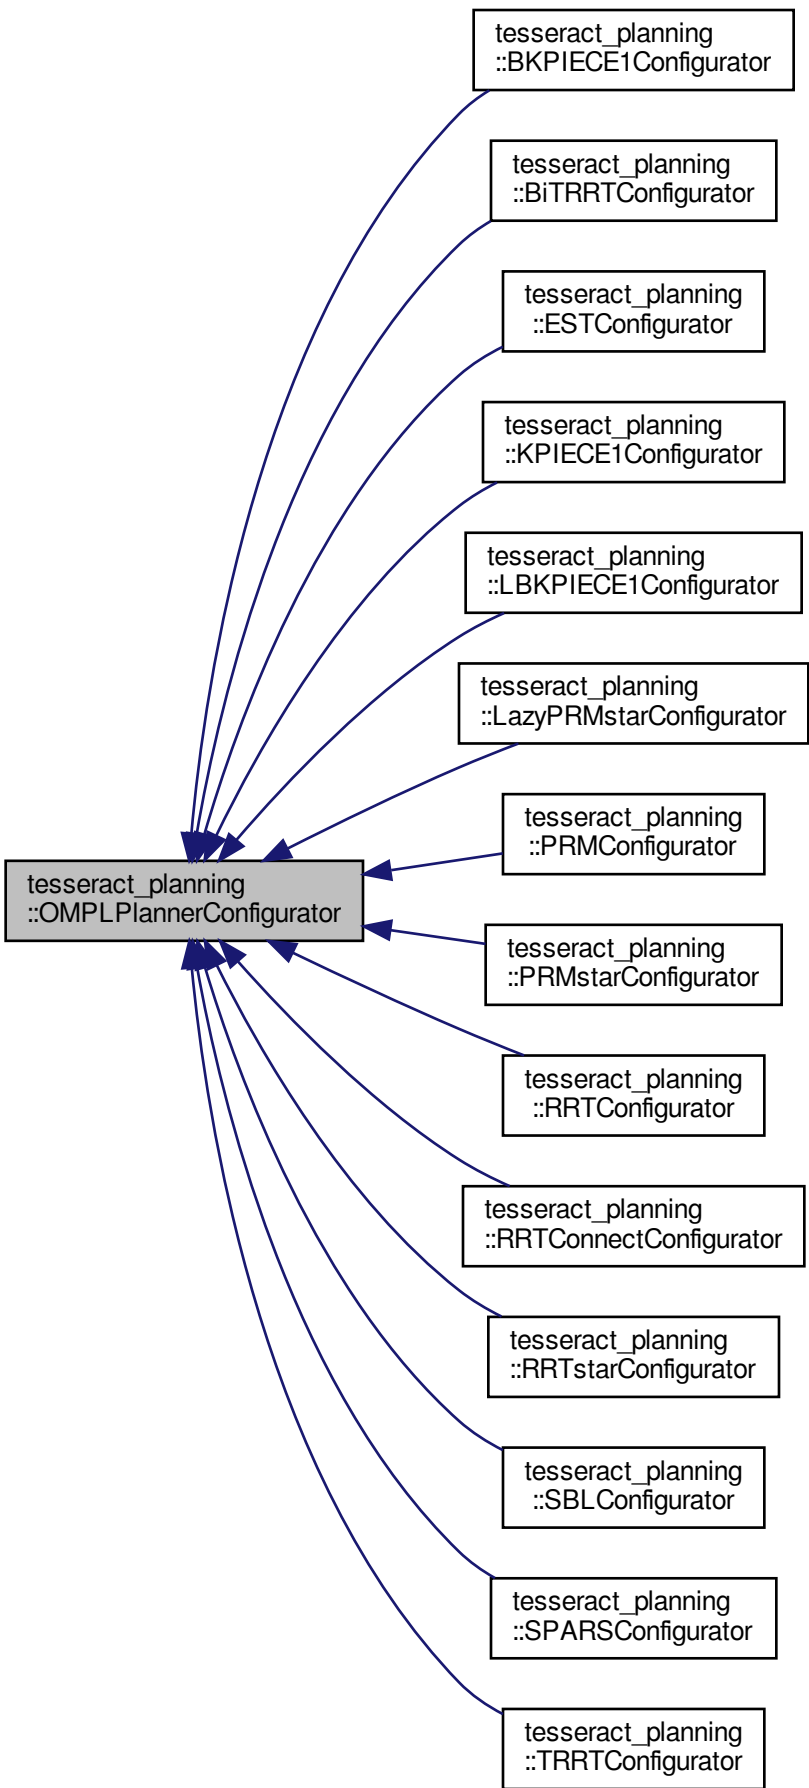 tesseract_planning
::BKPIECE1Configurator
tesseract_planning
::BiTRRTConfigurator
tesseract_planning
::ESTConfigurator
tesseract_planning
::KPIECE1Configurator
tesseract_planning
::LBKPIECE1Configurator
tesseract_planning
::LazyPRMstarConfigurator
tesseract_planning
::PRMConfigurator
tesseract_planning
::OMPLPlannerConfigurator
tesseract_planning
::PRMstarConfigurator
tesseract_planning
::RRTConfigurator
tesseract_planning
::RRTConnectConfigurator
tesseract_planning
::RRTstarConfigurator
tesseract_planning
::SBLConfigurator
tesseract_planning
::SPARSConfigurator
tesseract_planning
::TRRTConfigurator